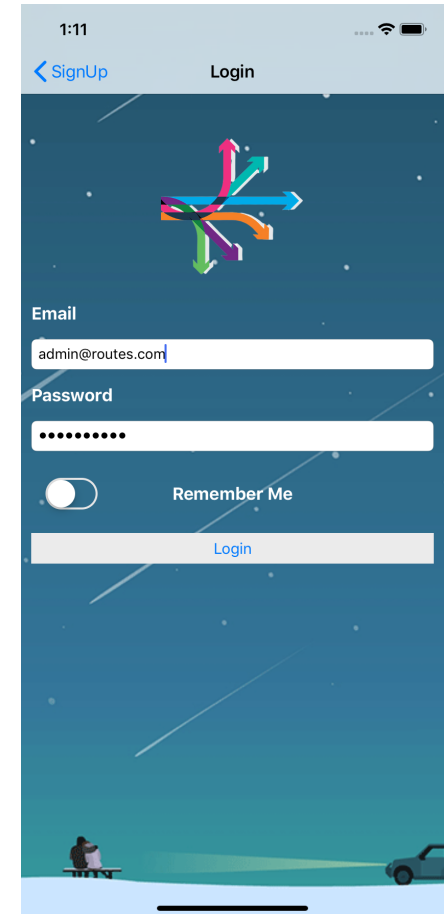 1:11
SignUp
Login
Email
admin@routes.com
Password
••••••••••
Remember Me
Login